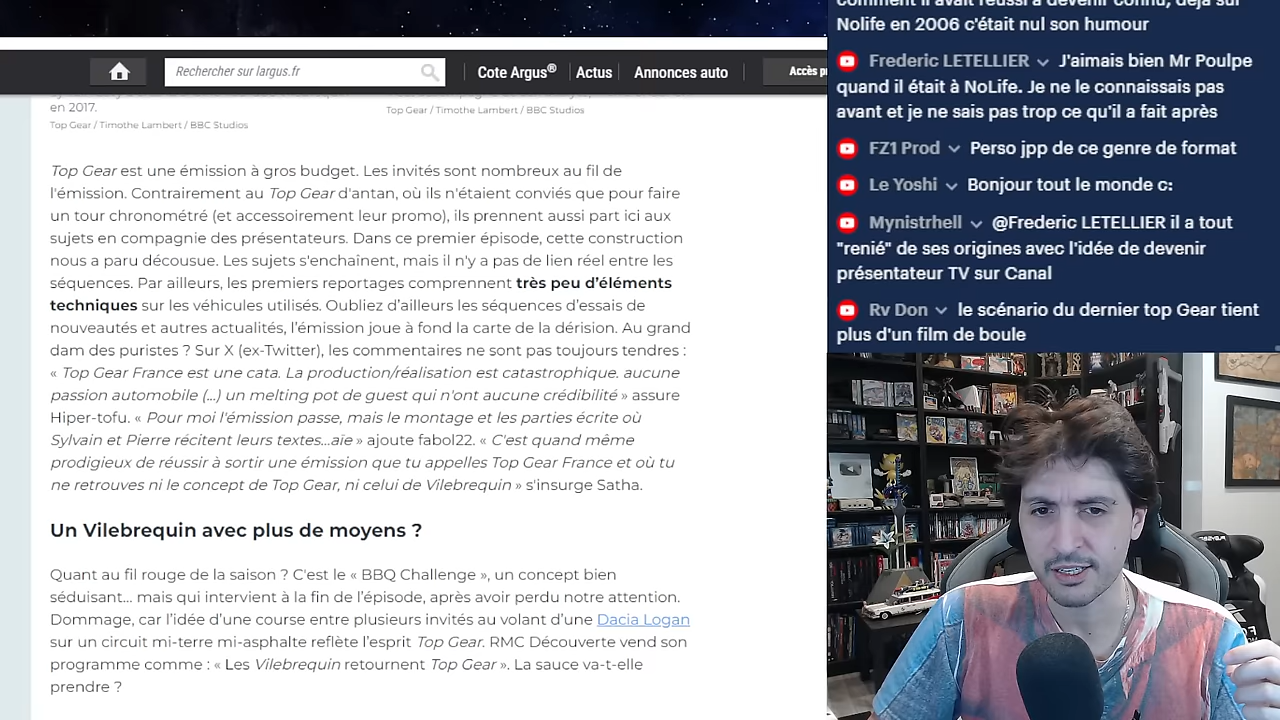 Rechercher sur largus.fr
Cote Argus®
Actus
Annonces auto
Accès pr
en 2017.
Top Gear / Timothe Lambert / BBC Studios
Top Gear / Timothe Lambert / BBC Studios
Top Gear est une émission à gros budget. Les invités sont nombreux au fil de
l'émission. Contrairement au Top Gear d'antan, où ils n'étaient conviés que pour faire
un tour chronométré (et accessoirement leur promo), ils prennent aussi part ici aux
sujets en compagnie des présentateurs. Dans ce premier épisode, cette construction
nous a paru décousue. Les sujets s'enchaînent, mais il n'y a pas de lien réel entre les
séquences. Par ailleurs, les premiers reportages comprennent très peu d’éléments
techniques sur les véhicules utilisés. Oubliez d’ailleurs les séquences d’essais de
nouveautés et autres actualités, l’émission joue à fond la carte de la dérision. Au grand
dam des puristes ? Sur X (ex-Twitter), les commentaires ne sont pas toujours tendres :
« Top Gear France est une cata. La production/réalisation est catastrophique. aucune
passion automobile (...) un melting pot de guest qui n'ont aucune crédibilité » assure
Hiper-tofu. « Pour moi l'émission passe, mais le montage et les parties écrite où
Sylvain et Pierre récitent leurs textes...aïe » ajoute fabol22. « C'est quand même
prodigieux de réussir à sortir une émission que tu appelles Top Gear France et où tu
ne retrouves ni le concept de Top Gear, ni celui de Vilebrequin » s'insurge Satha.
Un Vilebrequin avec plus de moyens ?
Quant au fil rouge de la saison ? C'est le « BBQ Challenge », un concept bien
séduisant... mais qui intervient à la fin de l’épisode, après avoir perdu notre attention.
Dommage, car l’idée d’une course entre plusieurs invités au volant d’une Dacia Logan
sur un circuit mi-terre mi-asphalte reflète l’esprit Top Gear. RMC Découverte vend son
programme comme : « Les Vilebrequin retournent Top Gear ». La sauce va-t-elle
prendre ?
comment il avait réussi à devenir connu, déjà sur
Nolife en 2006 c'était nul son humour
Frederic LETELLIER J'aimais bien Mr Poulpe
quand il était à NoLife. Je ne le connaissais pas
avant et je ne sais pas trop ce qu'il a fait après
FZ1 Prod Perso jpp de ce genre de format
Le Yoshi Bonjour tout le monde c:
Mynistrhell @Frederic LETELLIER il a tout
"renié" de ses origines avec l'idée de devenir
présentateur TV sur Canal
Rv Don le scénario du dernier top Gear tient
plus d'un film de boule